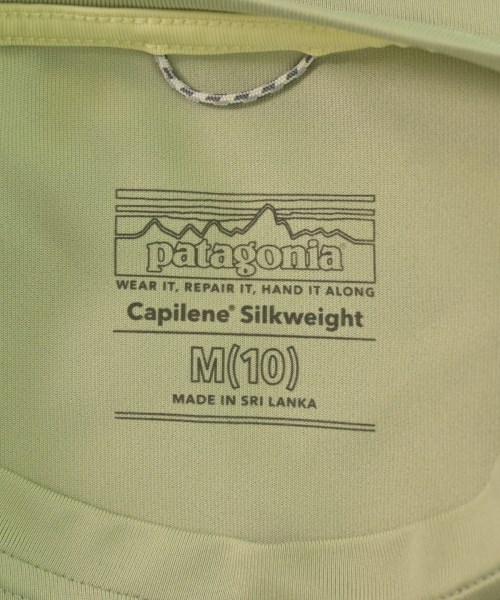 patagonia®
WEAR IT, REPAIR IT, HAND IT ALONG
Capilene® Silkweight
M(10)
MADE IN SRI LANKA